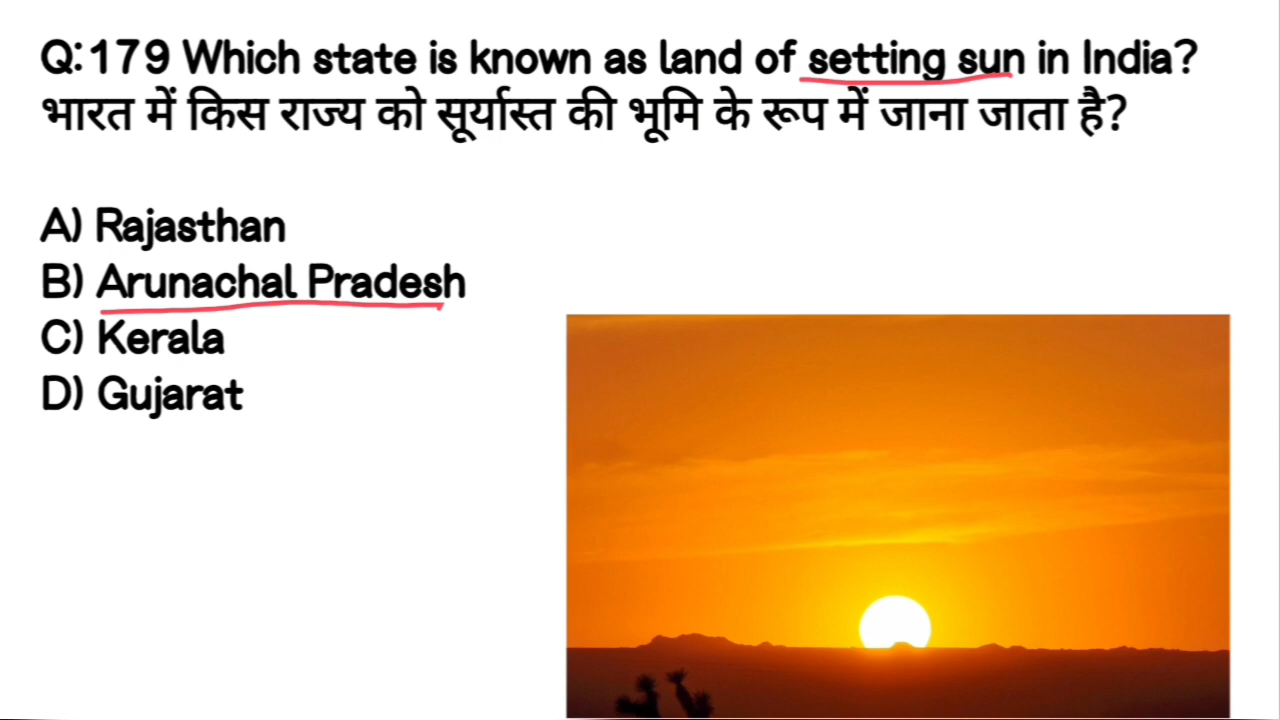 Q:179 Which state is known as land of setting sun in India?
भारत में किस राज्य को सूर्यास्त की भूमि के रूप में जाना जाता है?
A) Rajasthan
B) Arunachal Pradesh
C) Kerala
D) Gujarat